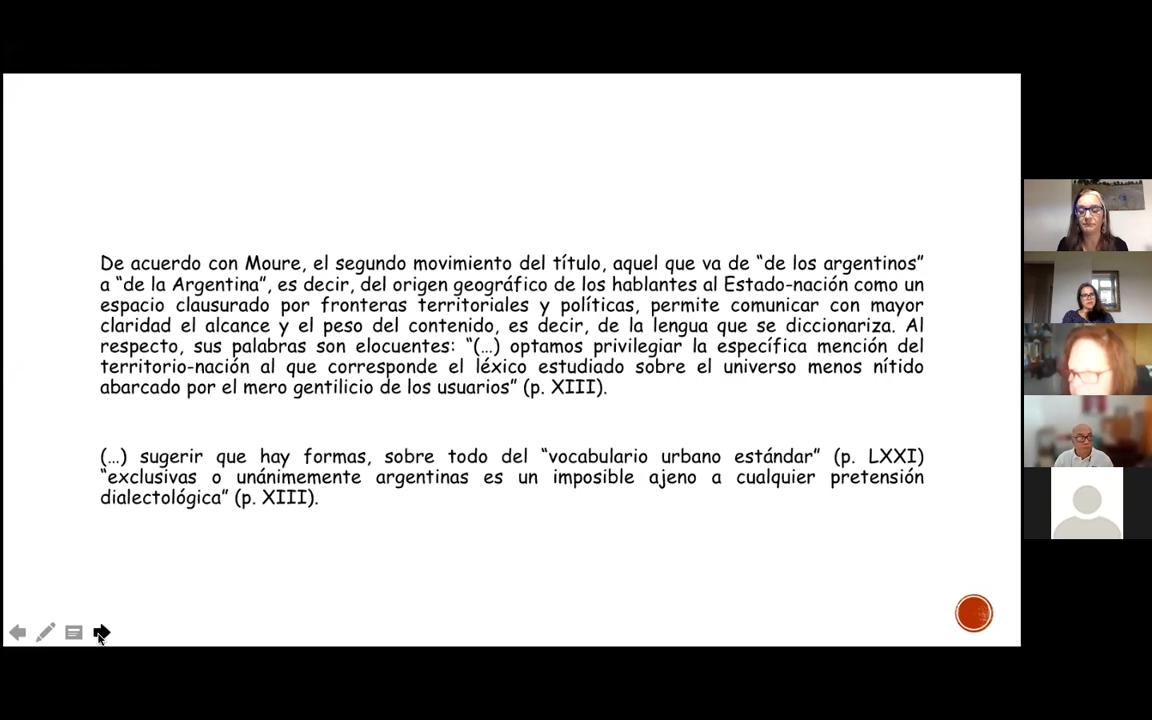 De acuerdo con Moure, el segundo movimiento del título, aquel que va de “de los argentinos”
a “de la Argentina”, es decir, del origen geográfico de los hablantes al Estado-nación como un
espacio clausurado por fronteras territoriales y políticas, permite comunicar con mayor
claridad el alcance y el peso del contenido, es decir, de la lengua que se diccionariza. Al
respecto, sus palabras son elocuentes: “(…) optamos privilegiar la específica mención del
territorio-nación al que corresponde el léxico estudiado sobre el universo menos nítido
abarcado por el mero gentilicio de los usuarios” (p. XIII).
(…) sugerir que hay formas, sobre todo del “vocabulario urbano estándar” (p. LXXI)
“exclusivas o unánimemente argentinas es un imposible ajeno a cualquier pretensión
dialectológica” (p. XIII).